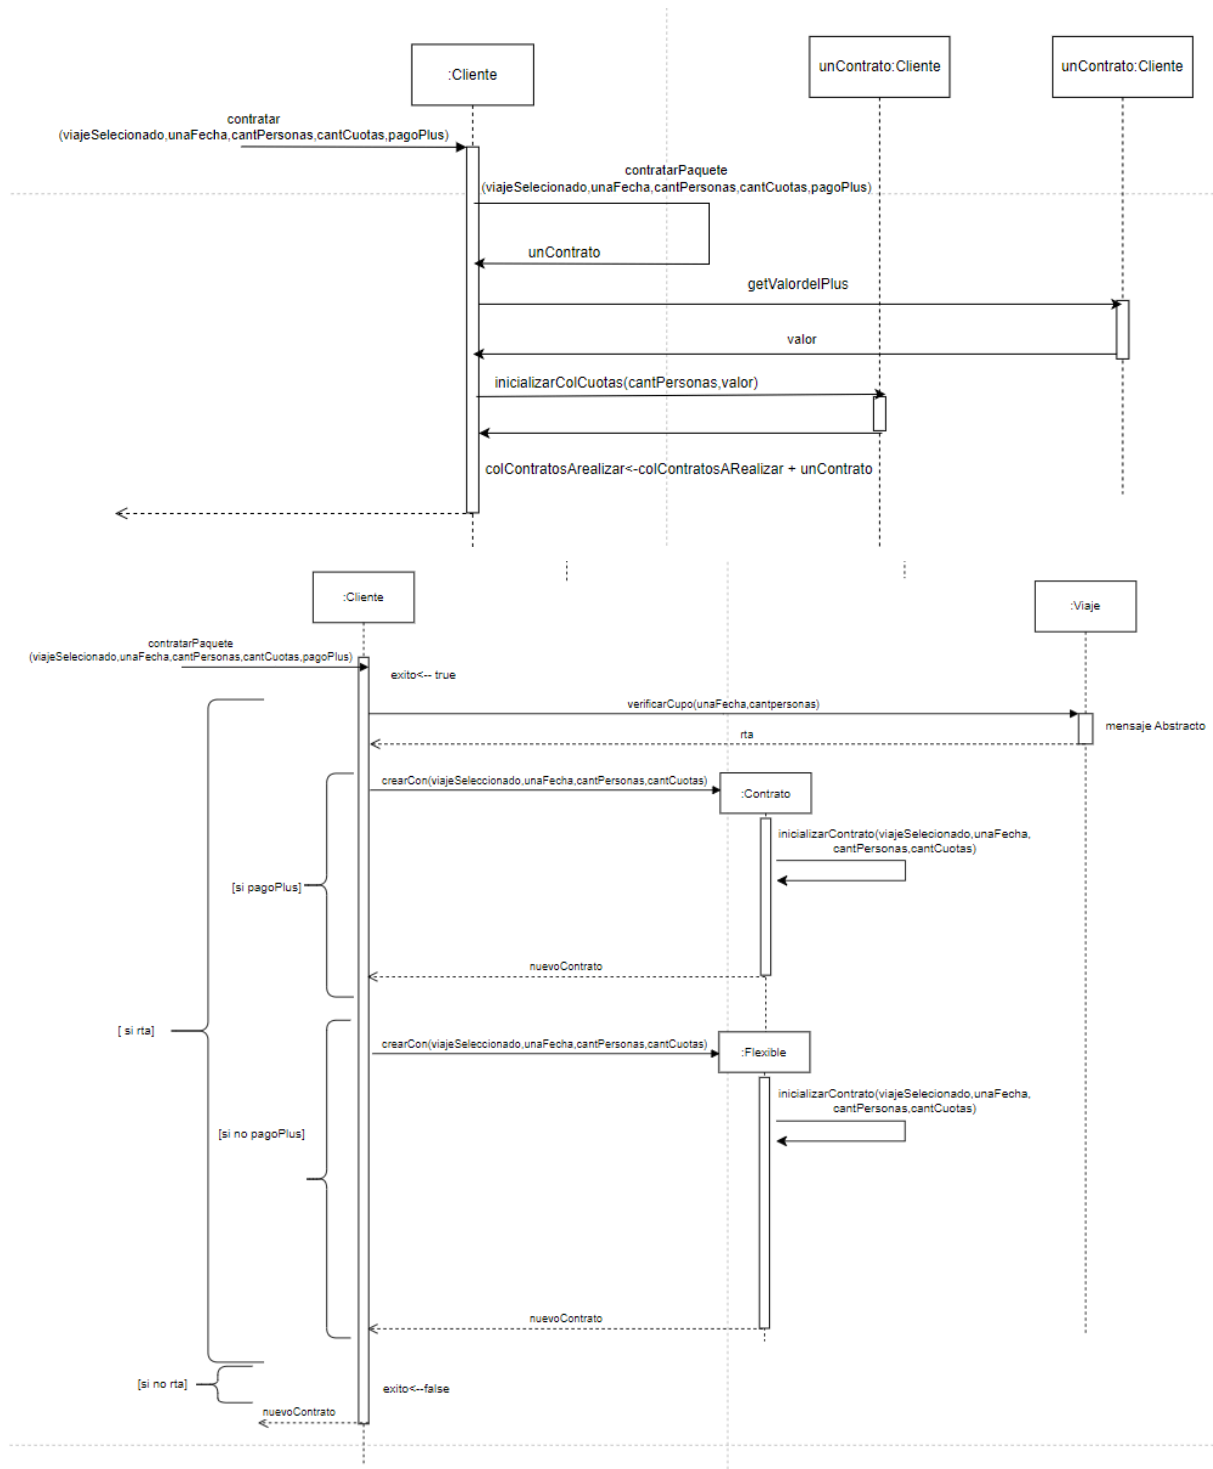 :Cliente
unContrato:Cliente
unContrato:Cliente
contratar
(viajeSelecionado,unaFecha,cantPersonas,cantCuotas,pagoPlus)
contratarPaquete
(viajeSelecionado,unaFecha,cantPersonas,cantCuotas,pagoPlus)
unContrato
getValordelPlus
valor
inicializarColCuotas(cantPersonas,valor)
colContratosArealizar<-colContratosARealizar + unContrato
:Cliente
:Viaje
contratarPaquete
(viajeSelecionado,unaFecha,cantPersonas,cantCuotas,pagoPlus)
exito<-- true
verificarCupo(unaFecha,cantpersonas)
mensaje Abstracto
rta
crearCon(viajeSeleccionado,unaFecha,cantPersonas,cantCuotas)
:Contrato
inicializarContrato(viajeSelecionado,unaFecha,
cantPersonas,cantCuotas)
[si pagoPlus]
nuevoContrato
[ si rta]
crearCon(viajeSeleccionado,unaFecha,cantPersonas,cantCuotas)
:Flexible
inicializarContrato(viajeSelecionado,unaFecha,
cantPersonas,cantCuotas)
[si no pagoPlus]
nuevoContrato
[si no rta]
exito<--false
nuevoContrato